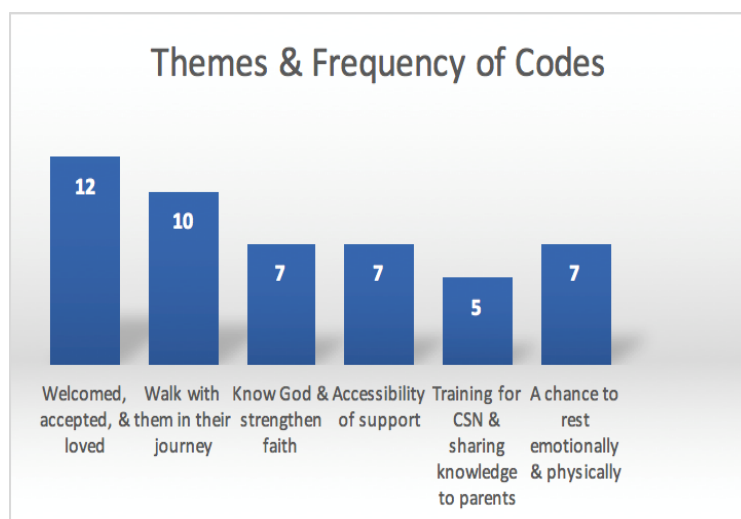 Themes & Frequency of Codes
12
10
7
7
5
7
Welcomed,
accepted, &
loved
Walk with
them in their
journey
Know God &
strengthen
faith
Accessibility
of support
Training for
CSN &
sharing
knowledge
to parents
A chance to
rest
emotionally
& physically